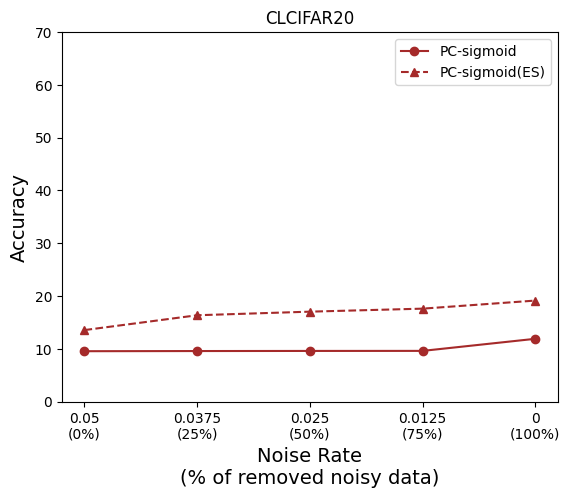 CLCIFAR20
PC-sigmoid
PC-sigmoid(ES)
Accuracy
70
60
50
40
30
20
10
0
0.05 0.0375 0.025 0.0125 0
(0%) (25%) (50%) (75%) (100%)
Noise Rate
(% of removed noisy data)